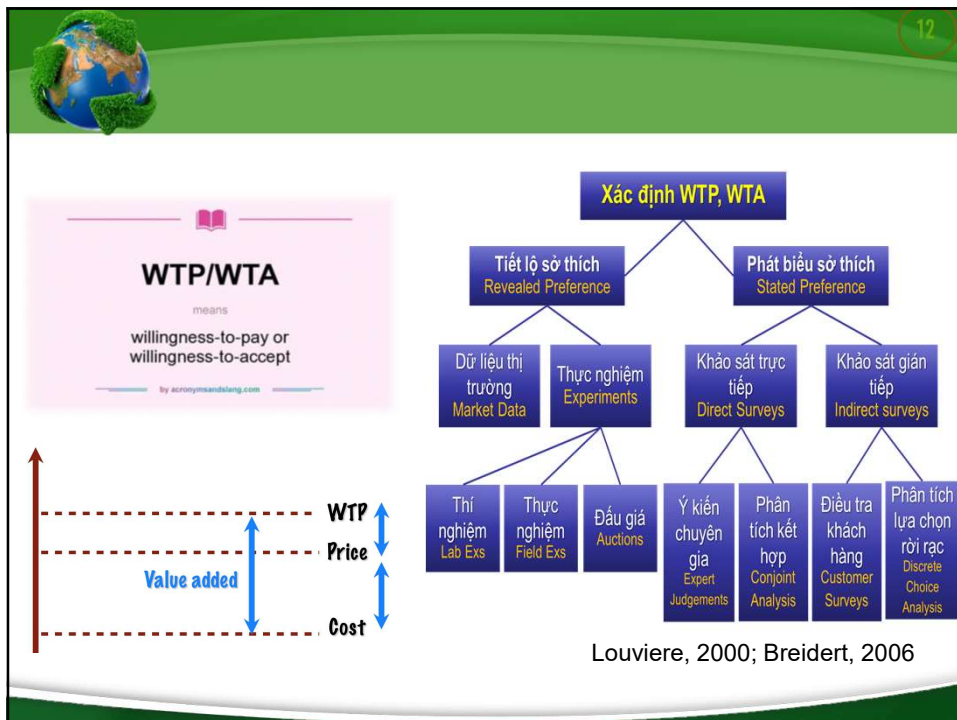 12
WTP/WTA
means
willingness-to-pay or
willingness-to-accept
by acronymsandslang.com
WTP
Price
Value added
Cost
Xác định WTP, WTA
Tiết lộ sở thích
Revealed Preference
Phát biểu sở thích
Stated Preference
Dữ liệu thị
trường
Market Data
Thực nghiệm
Experiments
Khảo sát trực
tiếp
Direct Surveys
Khảo sát gián
tiếp
Indirect surveys
Thí
nghiệm
Lab Exs
Thực
nghiệm
Field Exs
Đấu giá
Auctions
Ý kiến
chuyên
gia
Expert
Judgements
Phân
tích kết
hợp
Conjoint
Analysis
Điều tra
khách
hàng
Customer
Surveys
Phân tích
lựa chọn
rời rạc
Discrete
Choice
Analysis
Louviere, 2000; Breidert, 2006